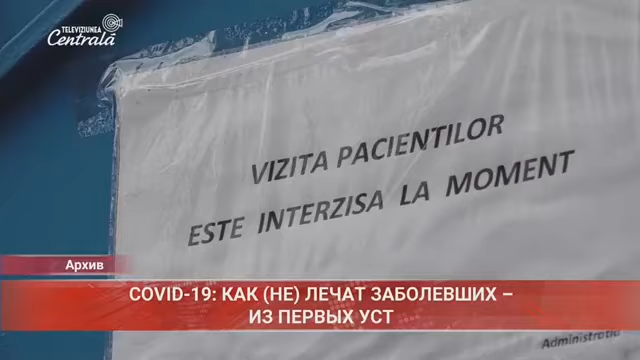 TELEVIZIUNEA
Centrală
VIZITA PACIENTILOR
ESTE INTERZISA LA MOMENT
Administratia
Архив
COVID-19: КАК (НЕ) ЛЕЧАТ ЗАБОЛЕВШИХ –
ИЗ ПЕРВЫХ УСТ